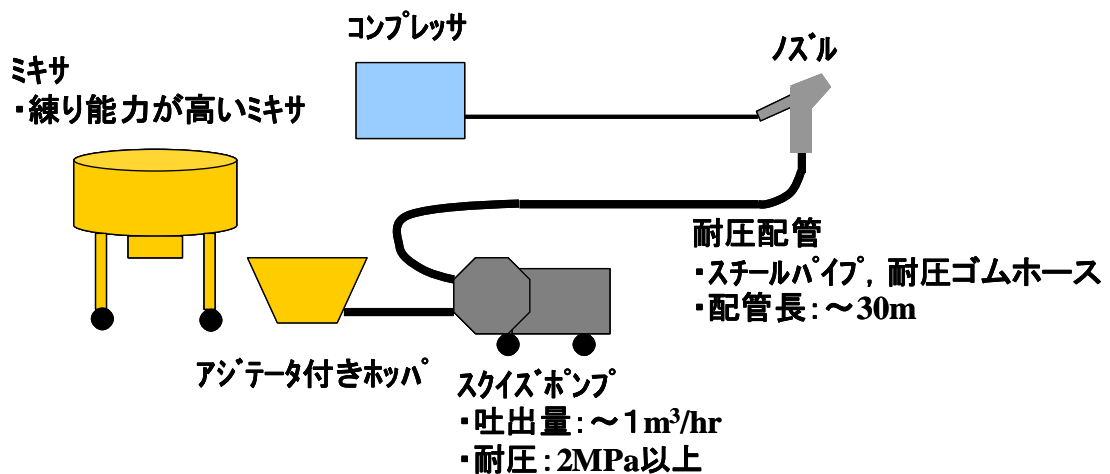 コンプレッサ
ノズル
ミキサ
・練り能力が高いミキサ
耐圧配管
・スチールパイプ, 耐圧ゴムホース
・配管長:～30m
アジテータ付きホッパ
スクイズポンプ
・吐出量:～１m³/hr
・耐圧:2MPa以上